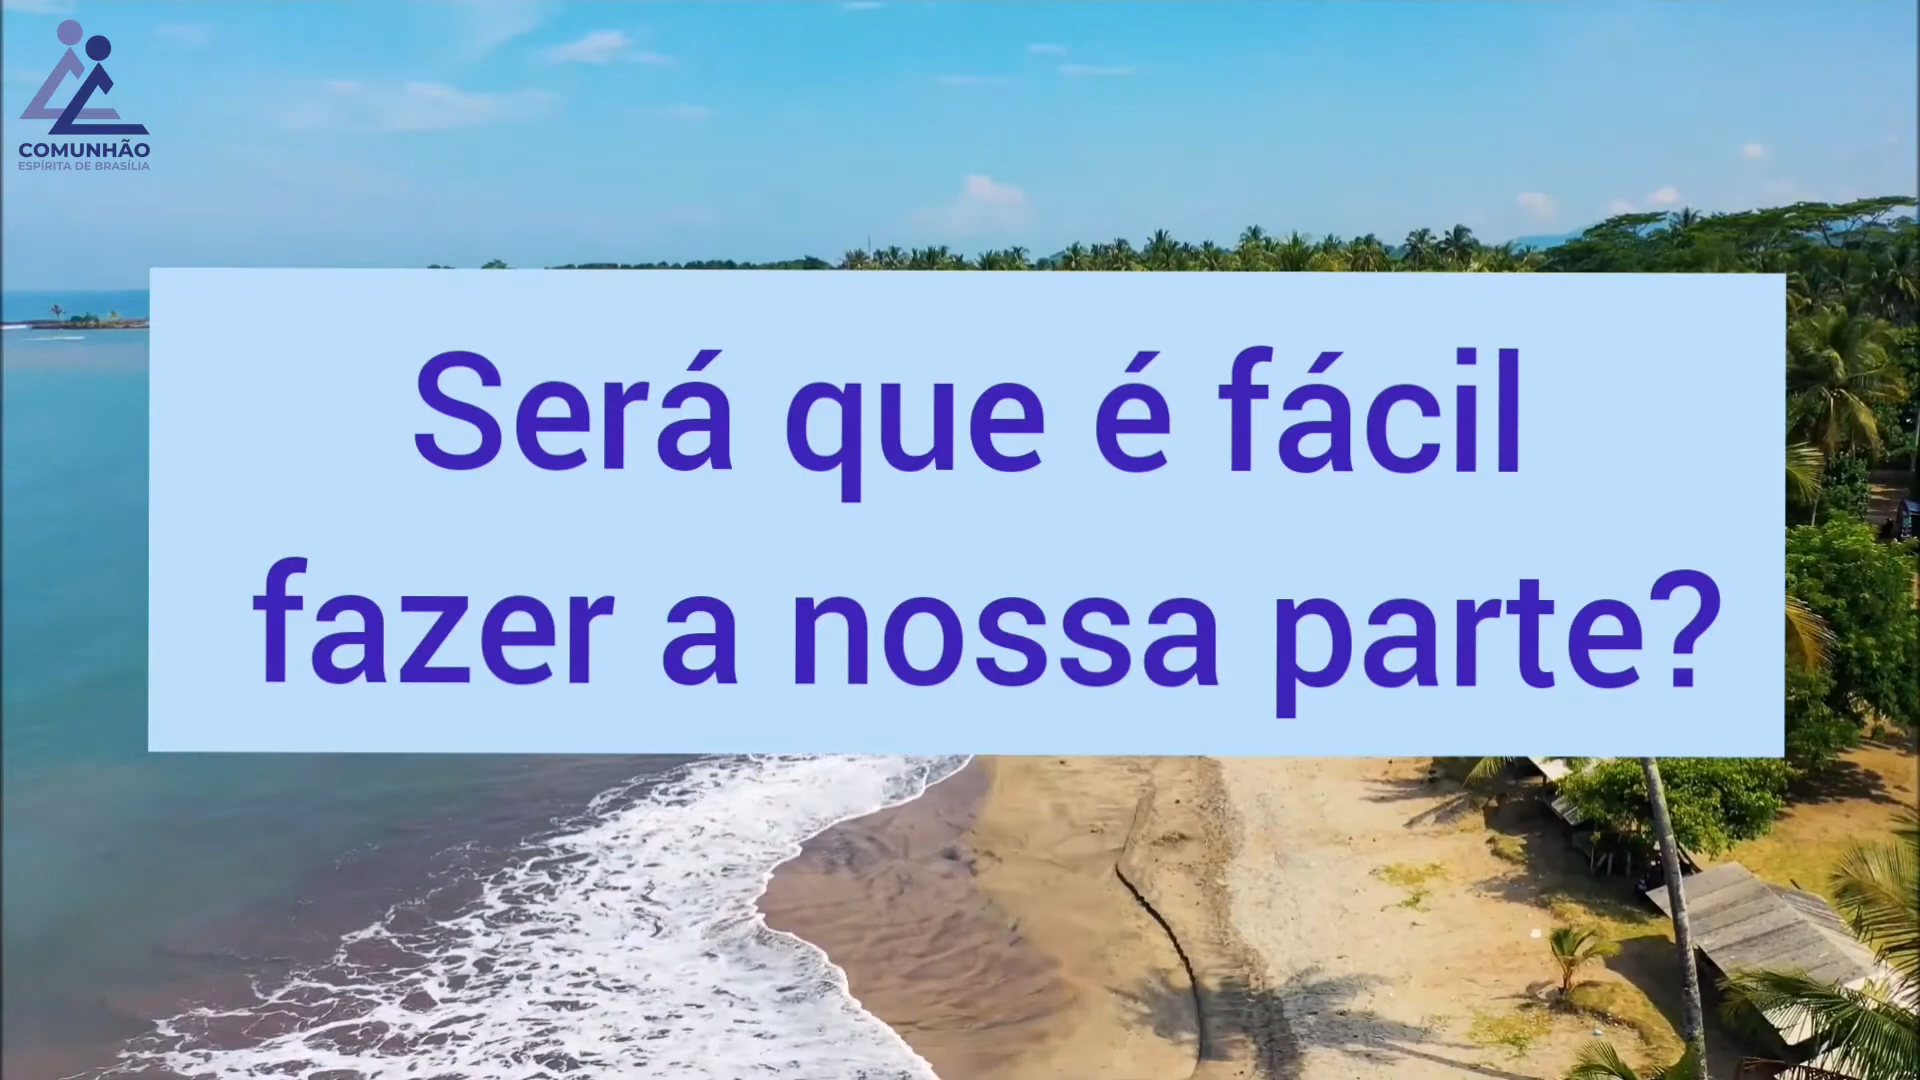 COMUNHÃO
ESPÍRITA DE BRASÍLIA
Será que é fácil
fazer a nossa parte?